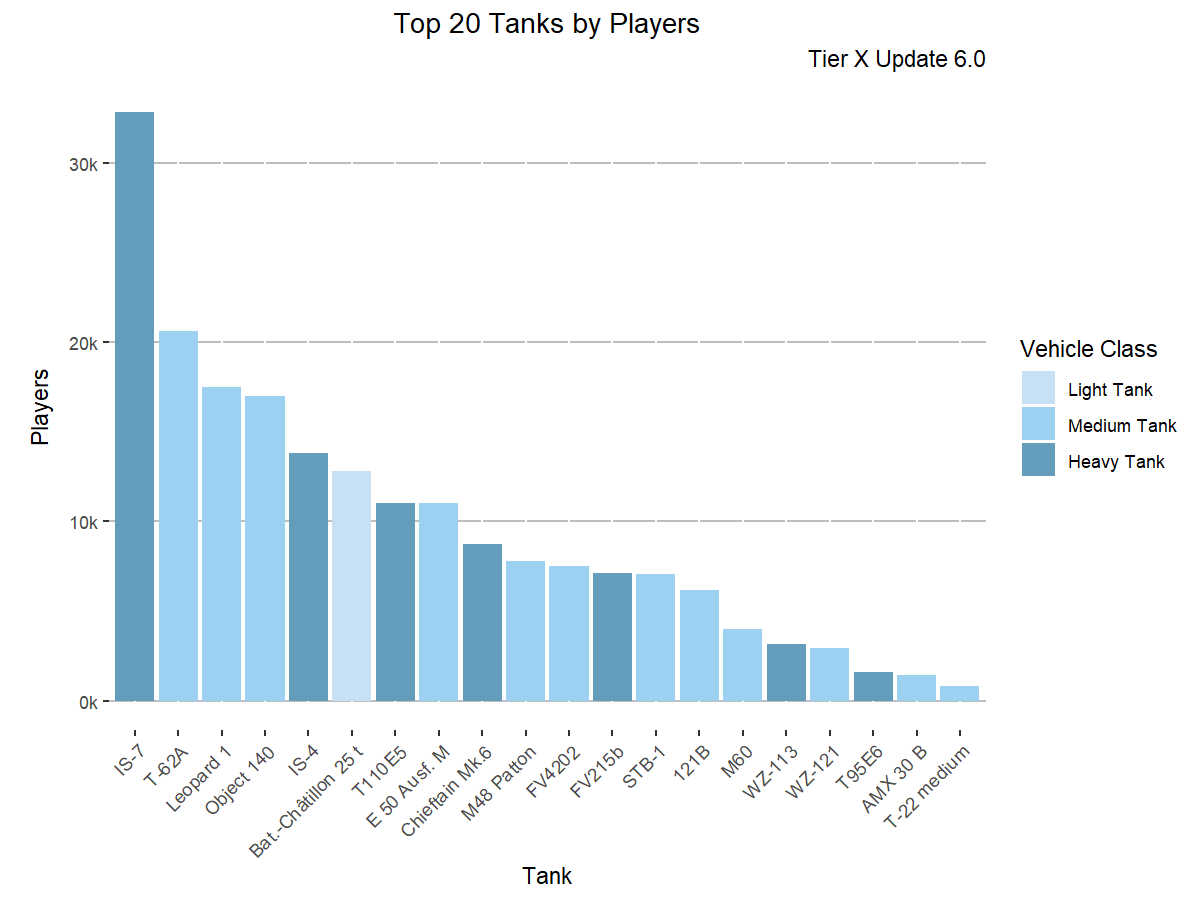 Top 20 Tanks by Players
Tier X Update 6.0
Players
30k
20k
10k
0k
IS-7
T-62A
Leopard 1
Object 140
IS-4
Bat.-Châtillon 25 t
T110E5
E 50 Ausf. M
Chieftain Mk.6
M48 Patton
FV4202
FV215b
STB-1
121B
M60
WZ-113
WZ-121
T95E6
AMX 30 B
T-22 medium
Tank
Vehicle Class
Light Tank
Medium Tank
Heavy Tank